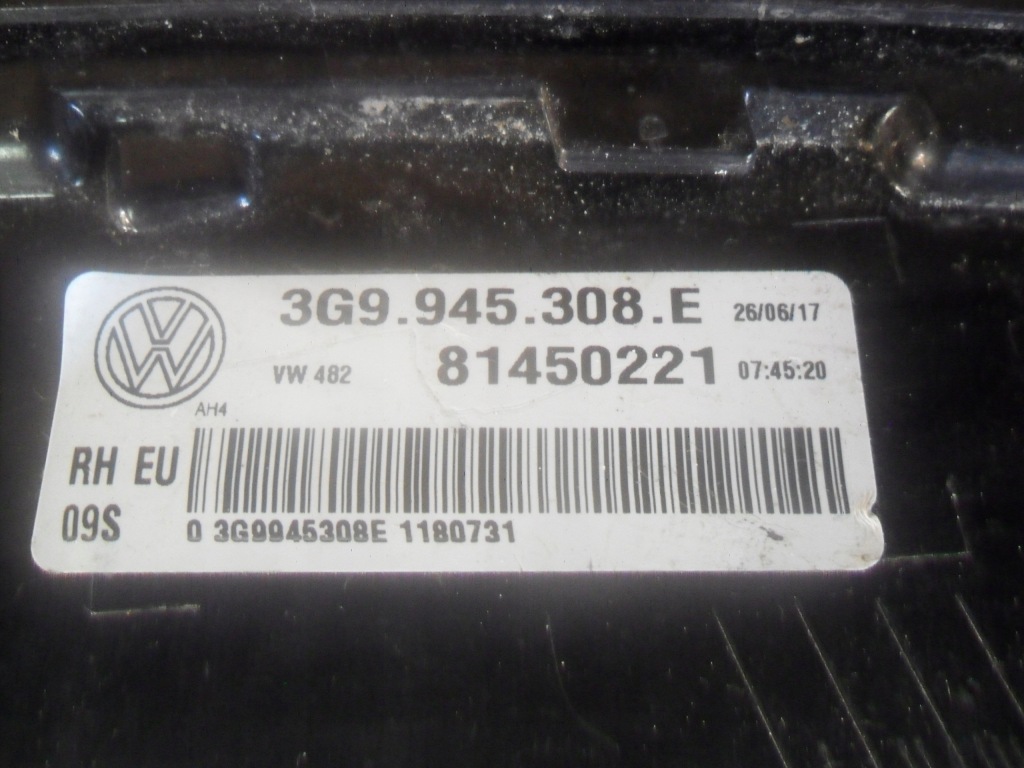 3G9.945.308.E 26/06/17
VW 482 81450221 07:45:20
AH4
RH EU
09S 0 3G9945308E 1180731